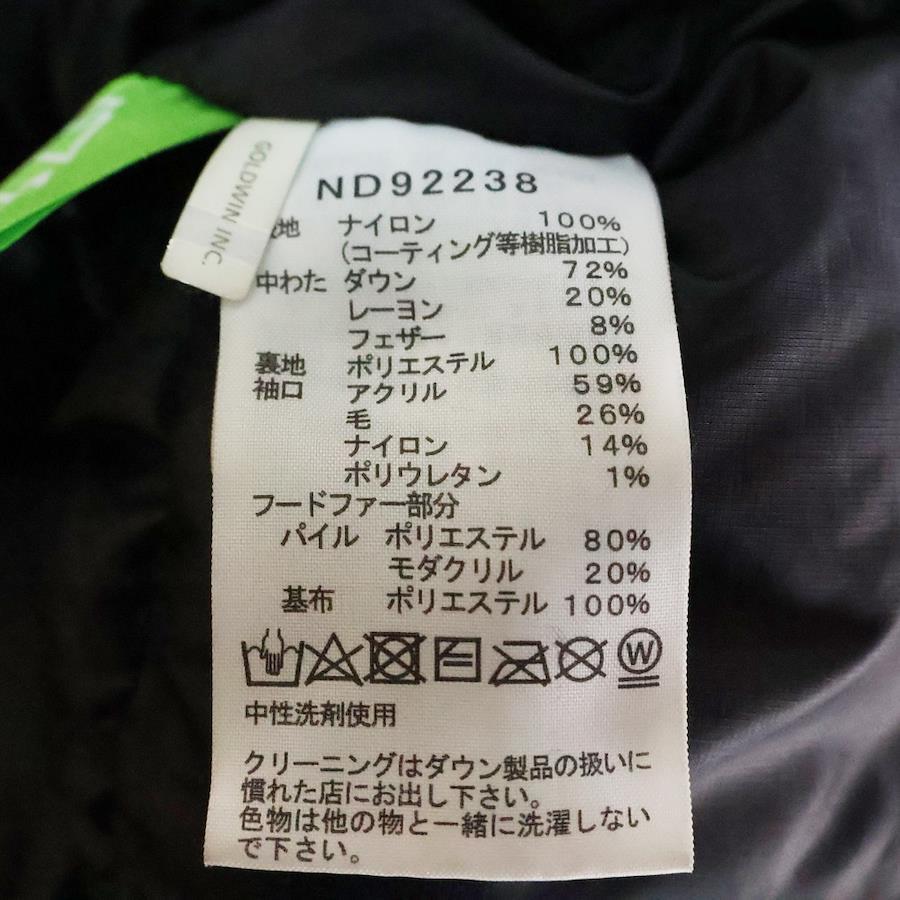 GOLDWIN INC.
ND92238
地 ナイロン 100%
(コーティング等樹脂加工)
中わた ダウン 72%
レーヨン 20%
フェザー 8%
裏地 ポリエステル 100%
袖口 アクリル 59%
毛 26%
ナイロン 14%
ポリウレタン 1%
フードファー部分
パイル ポリエステル 80%
モダクリル 20%
基布 ポリエステル 100%
W
中性洗剤使用
クリーニングはダウン製品の扱いに
慣れた店にお出し下さい。
色物は他の物と一緒に洗濯しない
で下さい。